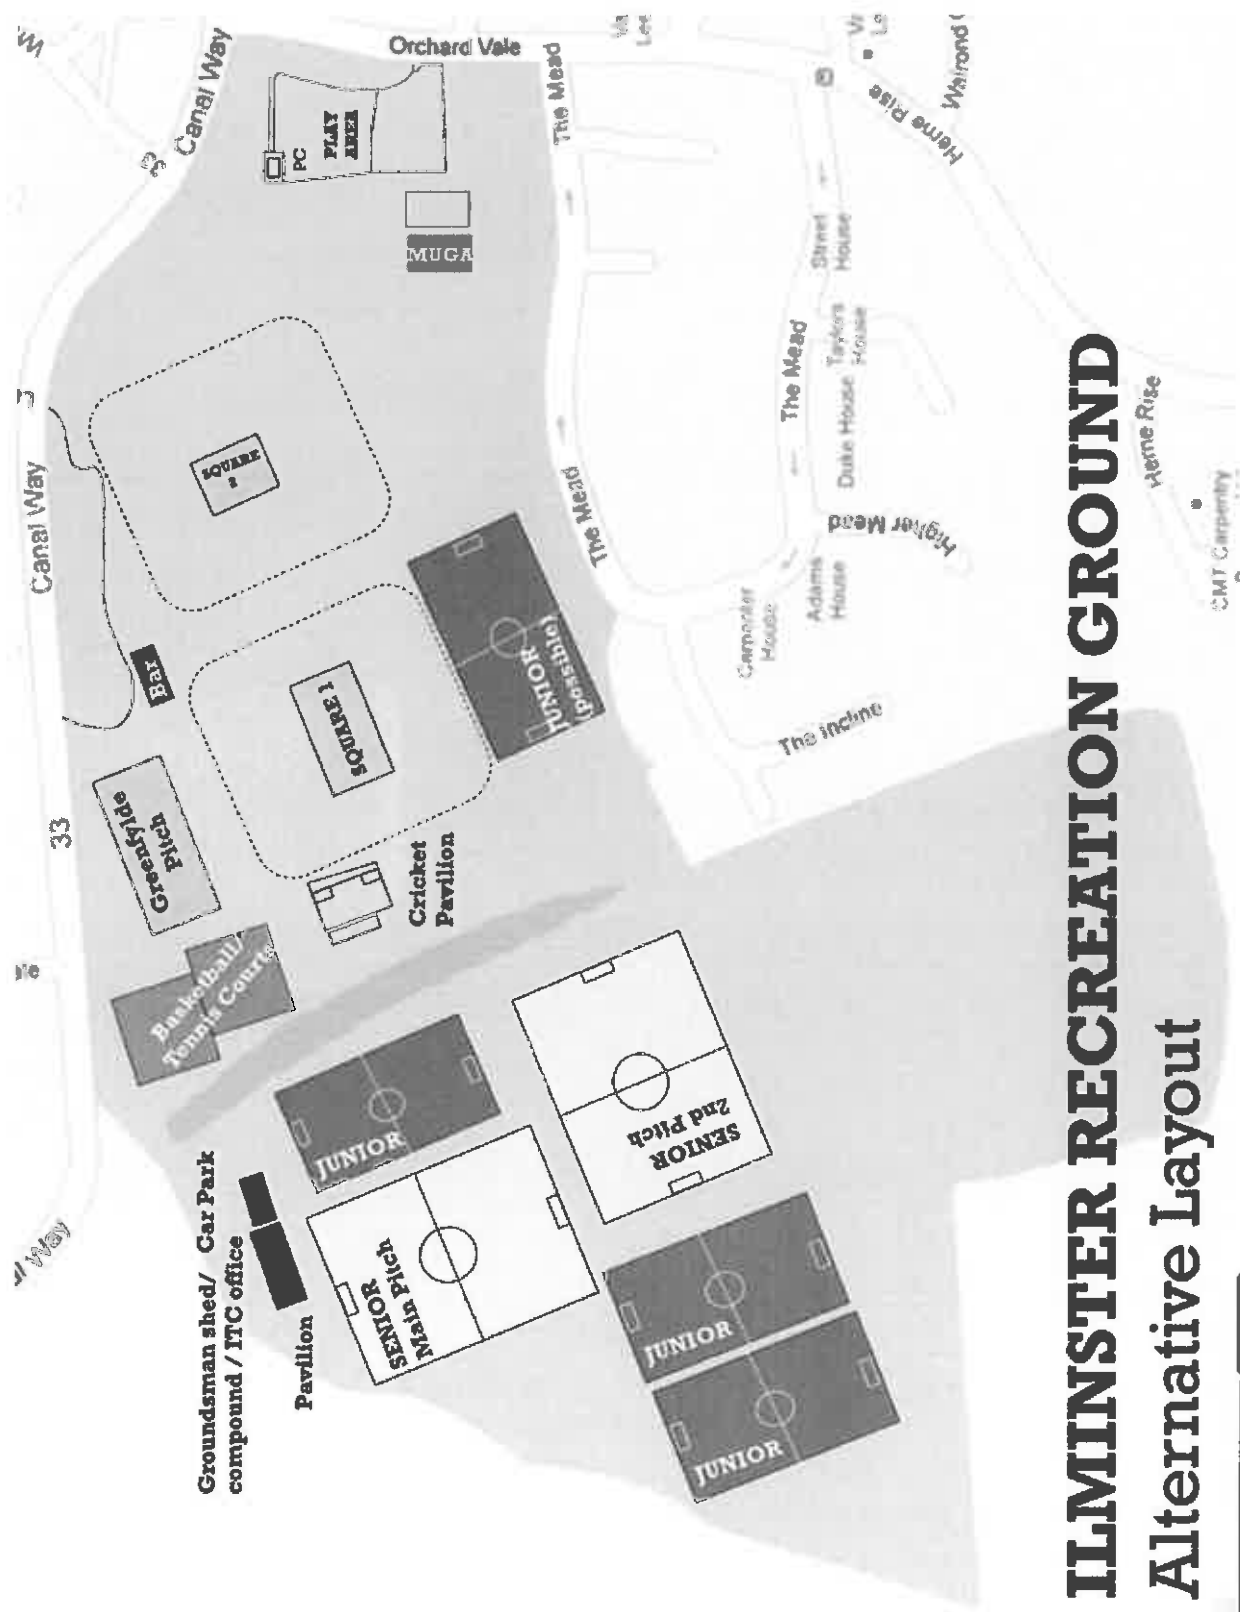 ILMINSTER RECREATION GROUND
Alternative Layout
Groundsman shed/ Car Park
compound / ITC office
Pavilion
SENIOR
Main Pitch
JUNIOR
SENIOR
2nd Pitch
JUNIOR
JUNIOR
Basketball/
Tennis Courts
Greenfylde
Pitch
Cricket
Pavilion
SQUARE 1
Bar
JUNIOR
(possible)
SQUARE
2
MUGA
PC
PLAY
AREA
33
Canal Way
33
Canal Way
Orchard Vale
The Mead
The Mead
The Mead
The Incline
Carpenter
House
Adams
House
Higher Mead
Duke House
Taylors
House
Street
House
Herne Rise
Herne Rise
CMT Carpentry